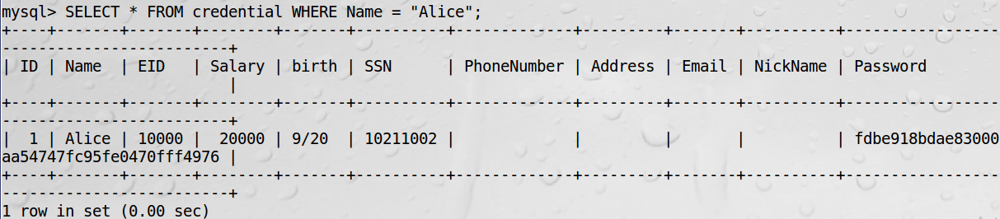 mysql> SELECT * FROM credential WHERE Name = "Alice";
+----+-------+-------+--------+-------+----------+-------------+---------+-------+----------+------------------
------------------------+
| ID | Name  | EID   | Salary | birth | SSN      | PhoneNumber | Address | Email | NickName | Password
                        |
+----+-------+-------+--------+-------+----------+-------------+---------+-------+----------+------------------
------------------------+
|  1 | Alice | 10000 |  20000 | 9/20  | 10211002 |             |         |       |          | fdbe918bdae83000
aa54747fc95fe0470fff4976 |
+----+-------+-------+--------+-------+----------+-------------+---------+-------+----------+------------------
------------------------+
1 row in set (0.00 sec)